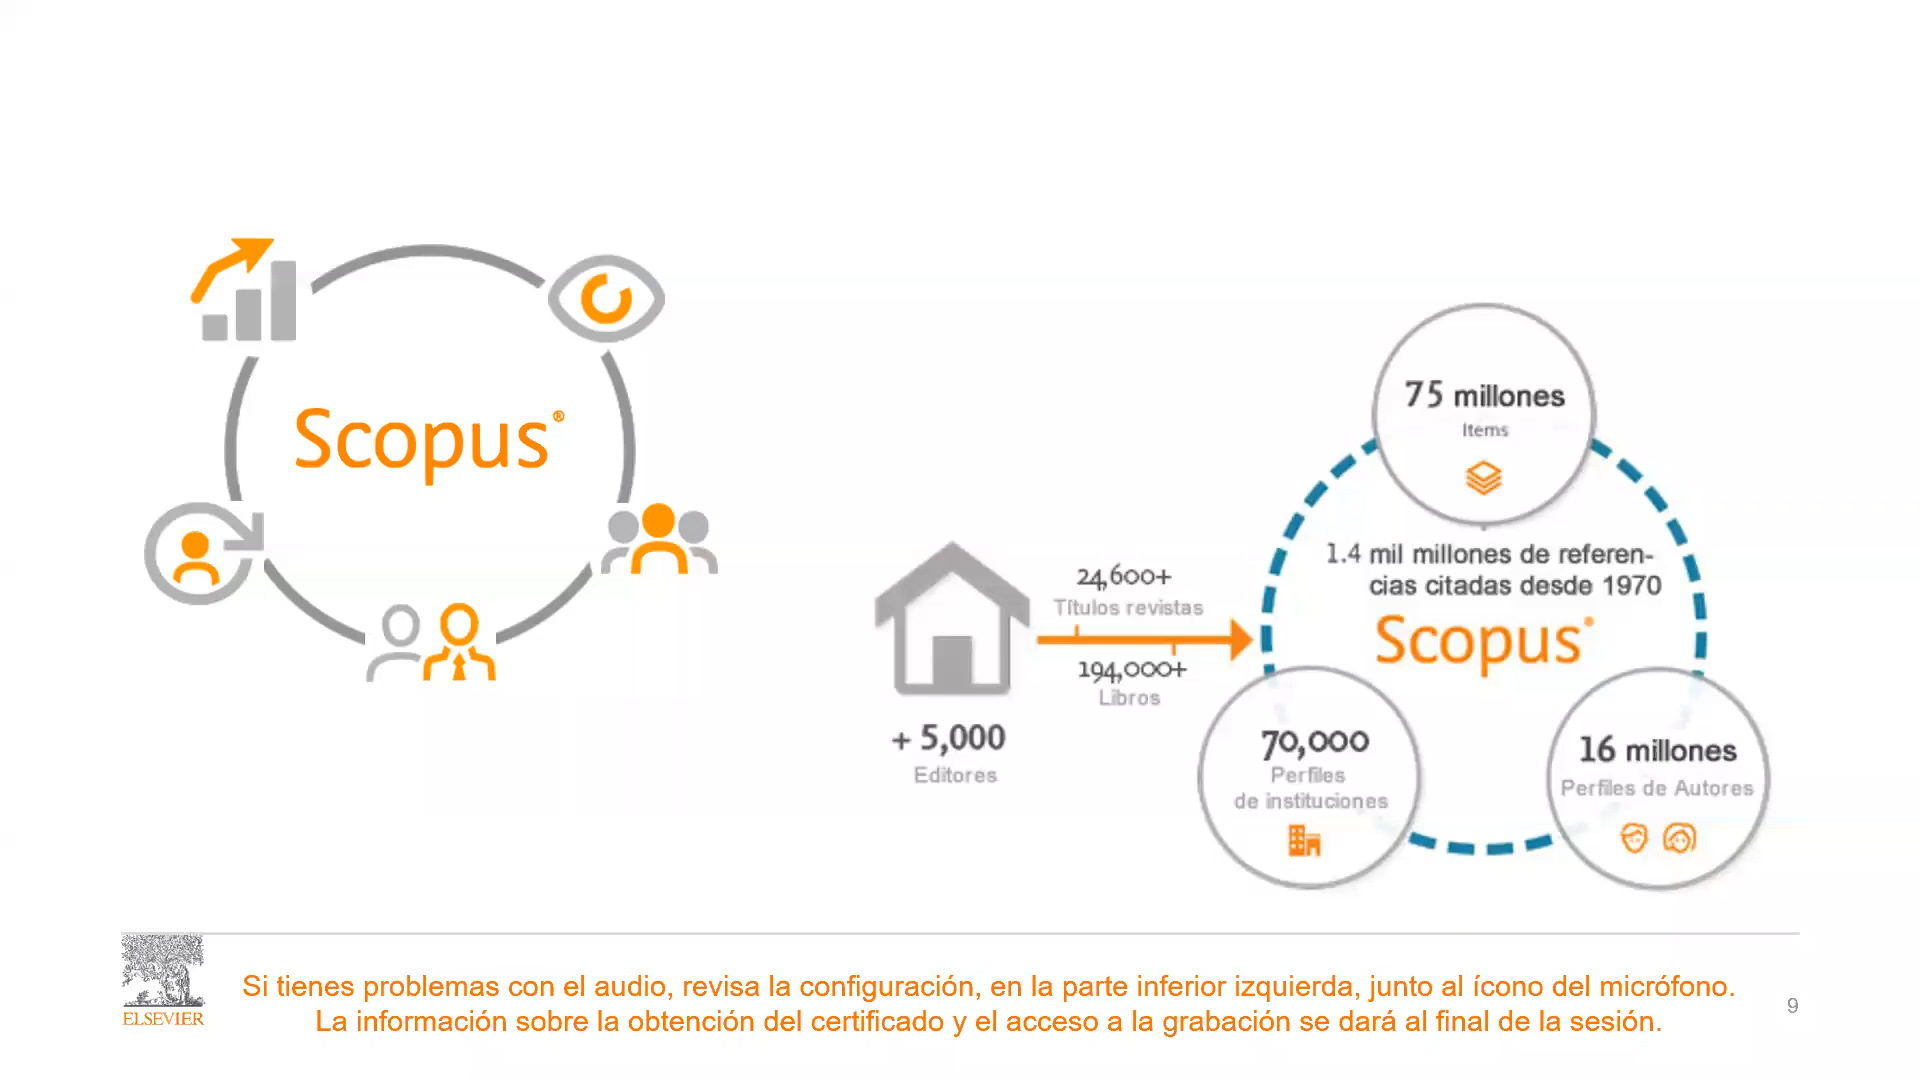 Scopus®
75 millones
Items
1.4 mil millones de referen-
cias citadas desde 1970
Scopus®
24,600+
Títulos revistas
194,000+
Libros
+ 5,000
Editores
70,000
Perfiles
de instituciones
16 millones
Perfiles de Autores
ELSEVIER
Si tienes problemas con el audio, revisa la configuración, en la parte inferior izquierda, junto al ícono del micrófono.
La información sobre la obtención del certificado y el acceso a la grabación se dará al final de la sesión.
9